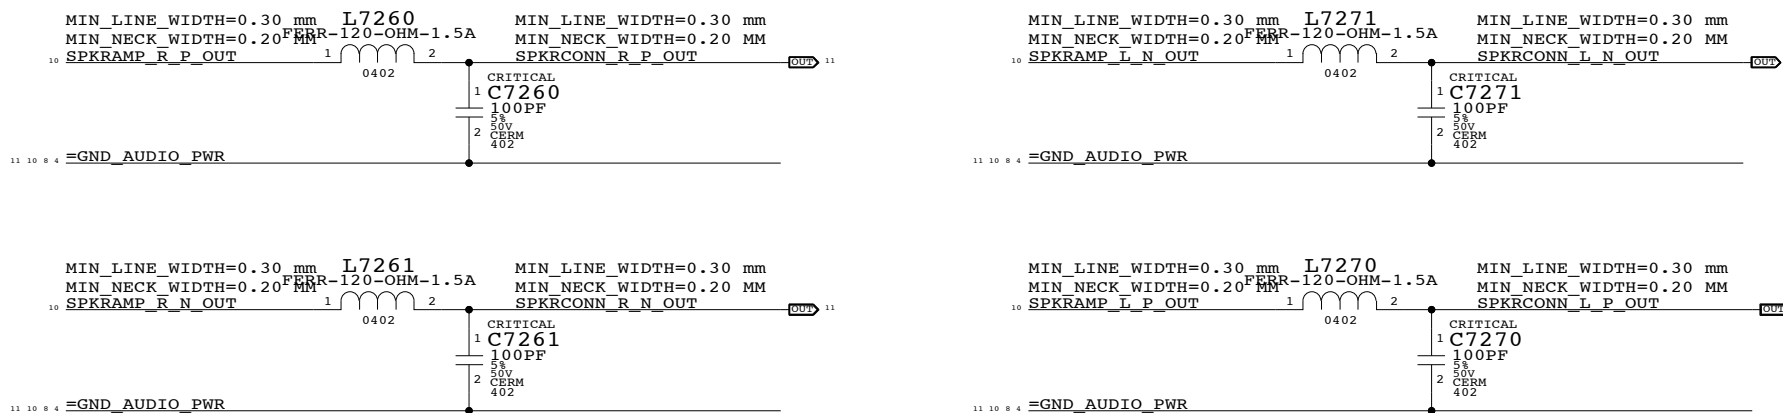 MIN_LINE_WIDTH=0.30 mm
L7260
MIN_LINE_WIDTH=0.30 mm
MIN_NECK_WIDTH=0.20 MM
FERR-120-OHM-1.5A
MIN_NECK_WIDTH=0.20 MM
10 SPKRAMP_R_P_OUT
1 2
SPKRCONN_R_P_OUT
OUT 11
0402
CRITICAL
1 C7260
100PF
5%
50V
2 CERM
402
11 10 8 4 =GND_AUDIO_PWR
MIN_LINE_WIDTH=0.30 mm
L7271
MIN_LINE_WIDTH=0.30 mm
MIN_NECK_WIDTH=0.20 MM
FERR-120-OHM-1.5A
MIN_NECK_WIDTH=0.20 MM
10 SPKRAMP_L_N_OUT
1 2
SPKRCONN_L_N_OUT
OUT
0402
CRITICAL
1 C7271
100PF
5%
50V
2 CERM
402
11 10 8 4 =GND_AUDIO_PWR
MIN_LINE_WIDTH=0.30 mm
L7261
MIN_LINE_WIDTH=0.30 mm
MIN_NECK_WIDTH=0.20 MM
FERR-120-OHM-1.5A
MIN_NECK_WIDTH=0.20 MM
10 SPKRAMP_R_N_OUT
1 2
SPKRCONN_R_N_OUT
OUT 11
0402
CRITICAL
1 C7261
100PF
5%
50V
2 CERM
402
11 10 8 4 =GND_AUDIO_PWR
MIN_LINE_WIDTH=0.30 mm
L7270
MIN_LINE_WIDTH=0.30 mm
MIN_NECK_WIDTH=0.20 MM
FERR-120-OHM-1.5A
MIN_NECK_WIDTH=0.20 MM
10 SPKRAMP_L_P_OUT
1 2
SPKRCONN_L_P_OUT
OUT
0402
CRITICAL
1 C7270
100PF
5%
50V
2 CERM
402
11 10 8 4 =GND_AUDIO_PWR